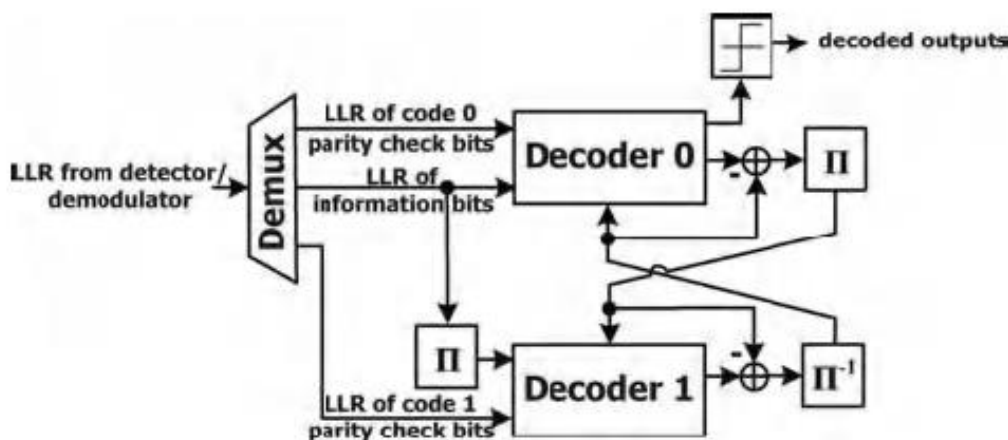 decoded outputs
LLR of code 0
parity check bits
Decoder 0
Π
LLR from detector/
demodulator
Demux
LLR of
information bits
-
-
Π
Decoder 1
Π⁻¹
LLR of code 1
parity check bits